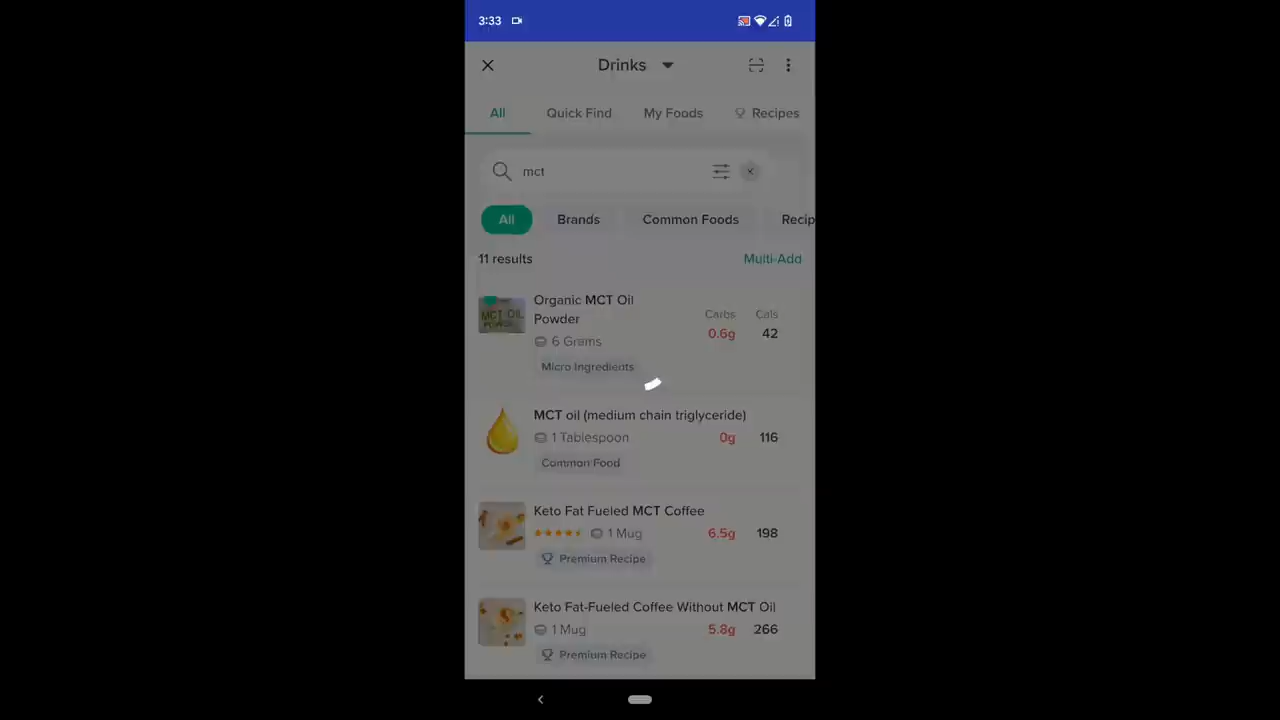 3:33
Drinks
All Quick Find My Foods Recipes
mct
All Brands Common Foods Recip
11 results Multi-Add
Organic MCT Oil
Powder
Carbs Cals
0.6g 42
6 Grams
Micro Ingredients
MCT OIL
MCT oil (medium chain triglyceride)
1 Tablespoon 0g 116
Common Food
Keto Fat Fueled MCT Coffee
1 Mug 6.5g 198
Premium Recipe
Keto Fat-Fueled Coffee Without MCT Oil
1 Mug 5.8g 266
Premium Recipe